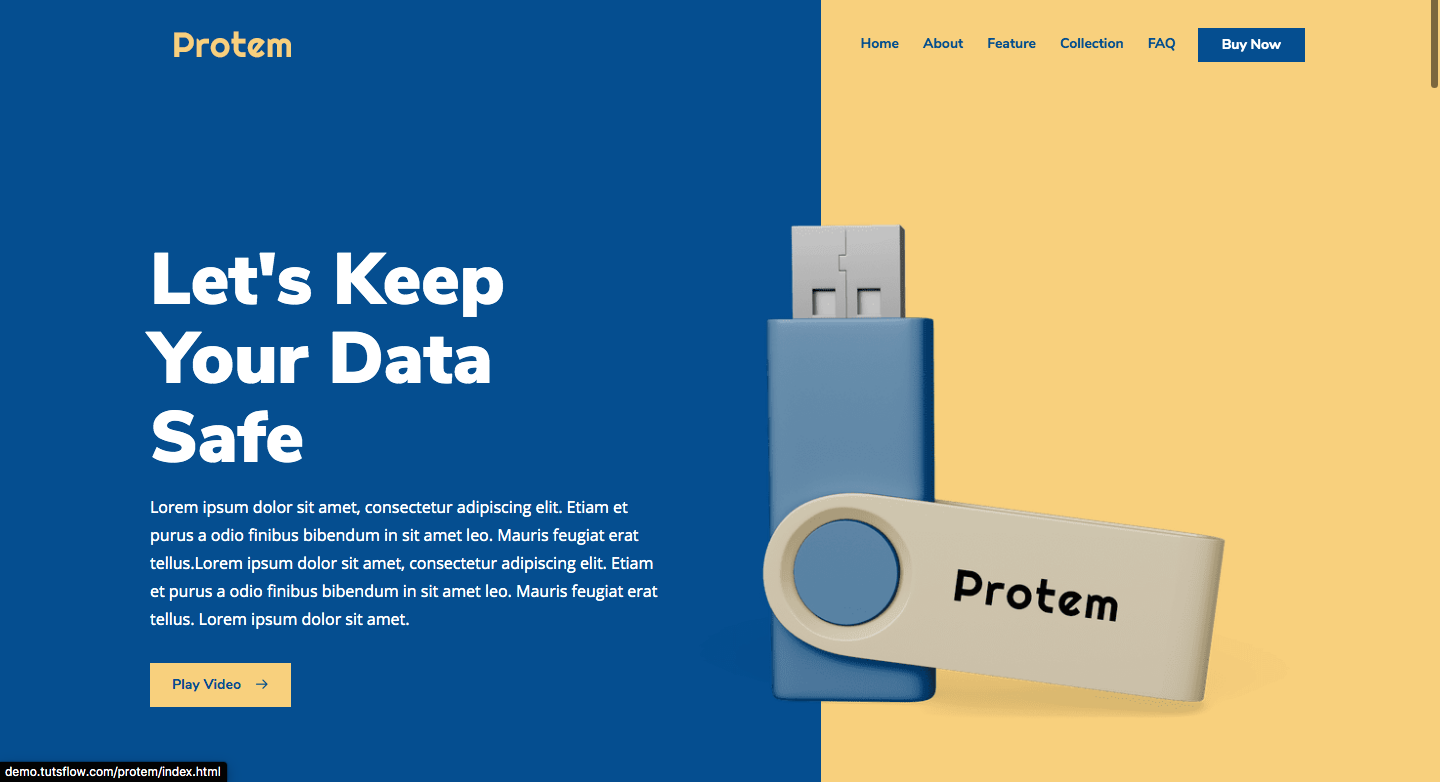 Protem
Home About Feature Collection FAQ Buy Now
Let's Keep
Your Data
Safe
Lorem ipsum dolor sit amet, consectetur adipiscing elit. Etiam et
purus a odio finibus bibendum in sit amet leo. Mauris feugiat erat
tellus.Lorem ipsum dolor sit amet, consectetur adipiscing elit. Etiam
et purus a odio finibus bibendum in sit amet leo. Mauris feugiat erat
tellus. Lorem ipsum dolor sit amet.
Play Video →
Protem
demo.tutsflow.com/protem/index.html